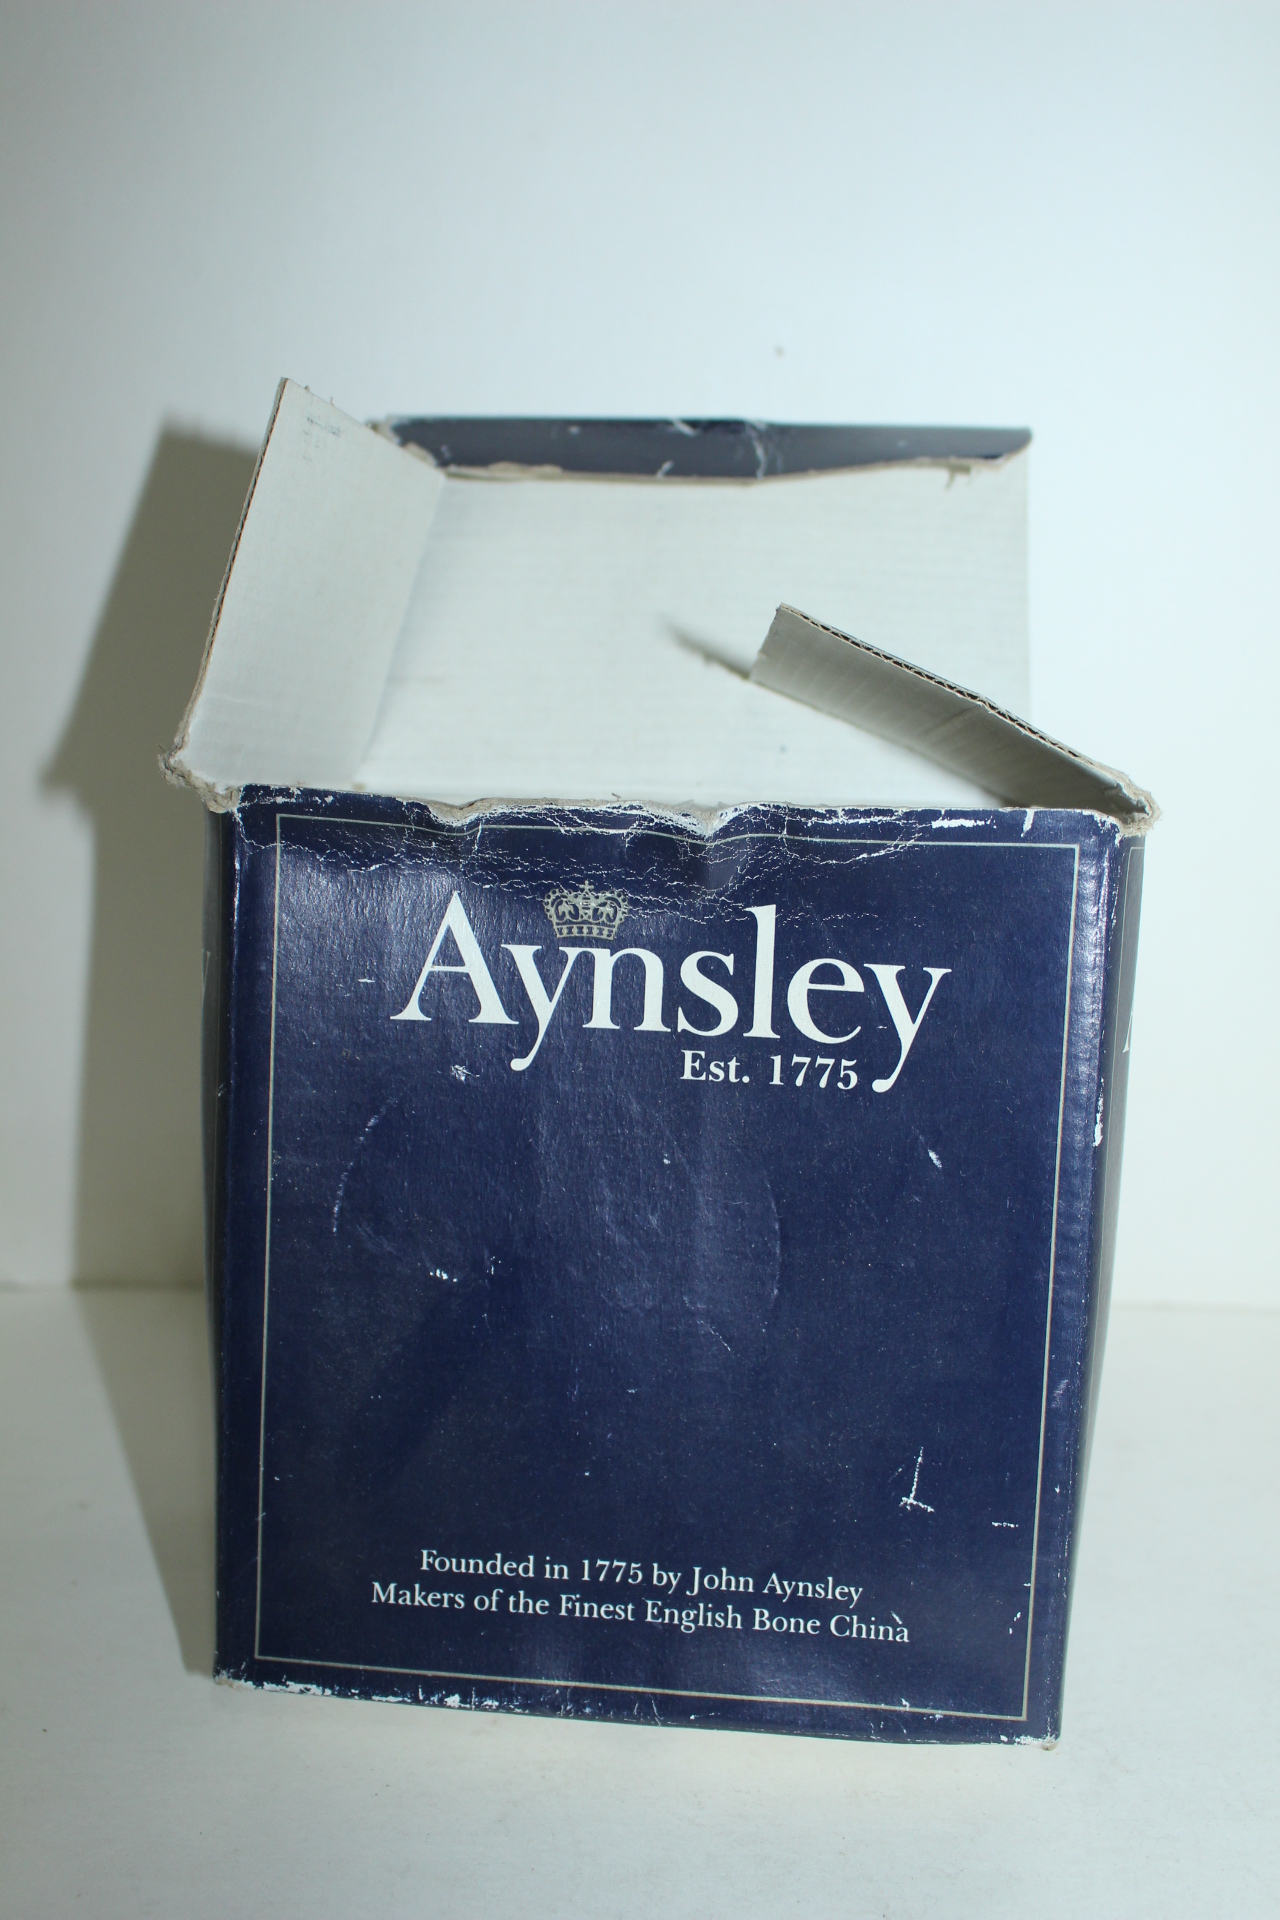 Aynsley
Est. 1775
Founded in 1775 by John Aynsley
Makers of the Finest English Bone China